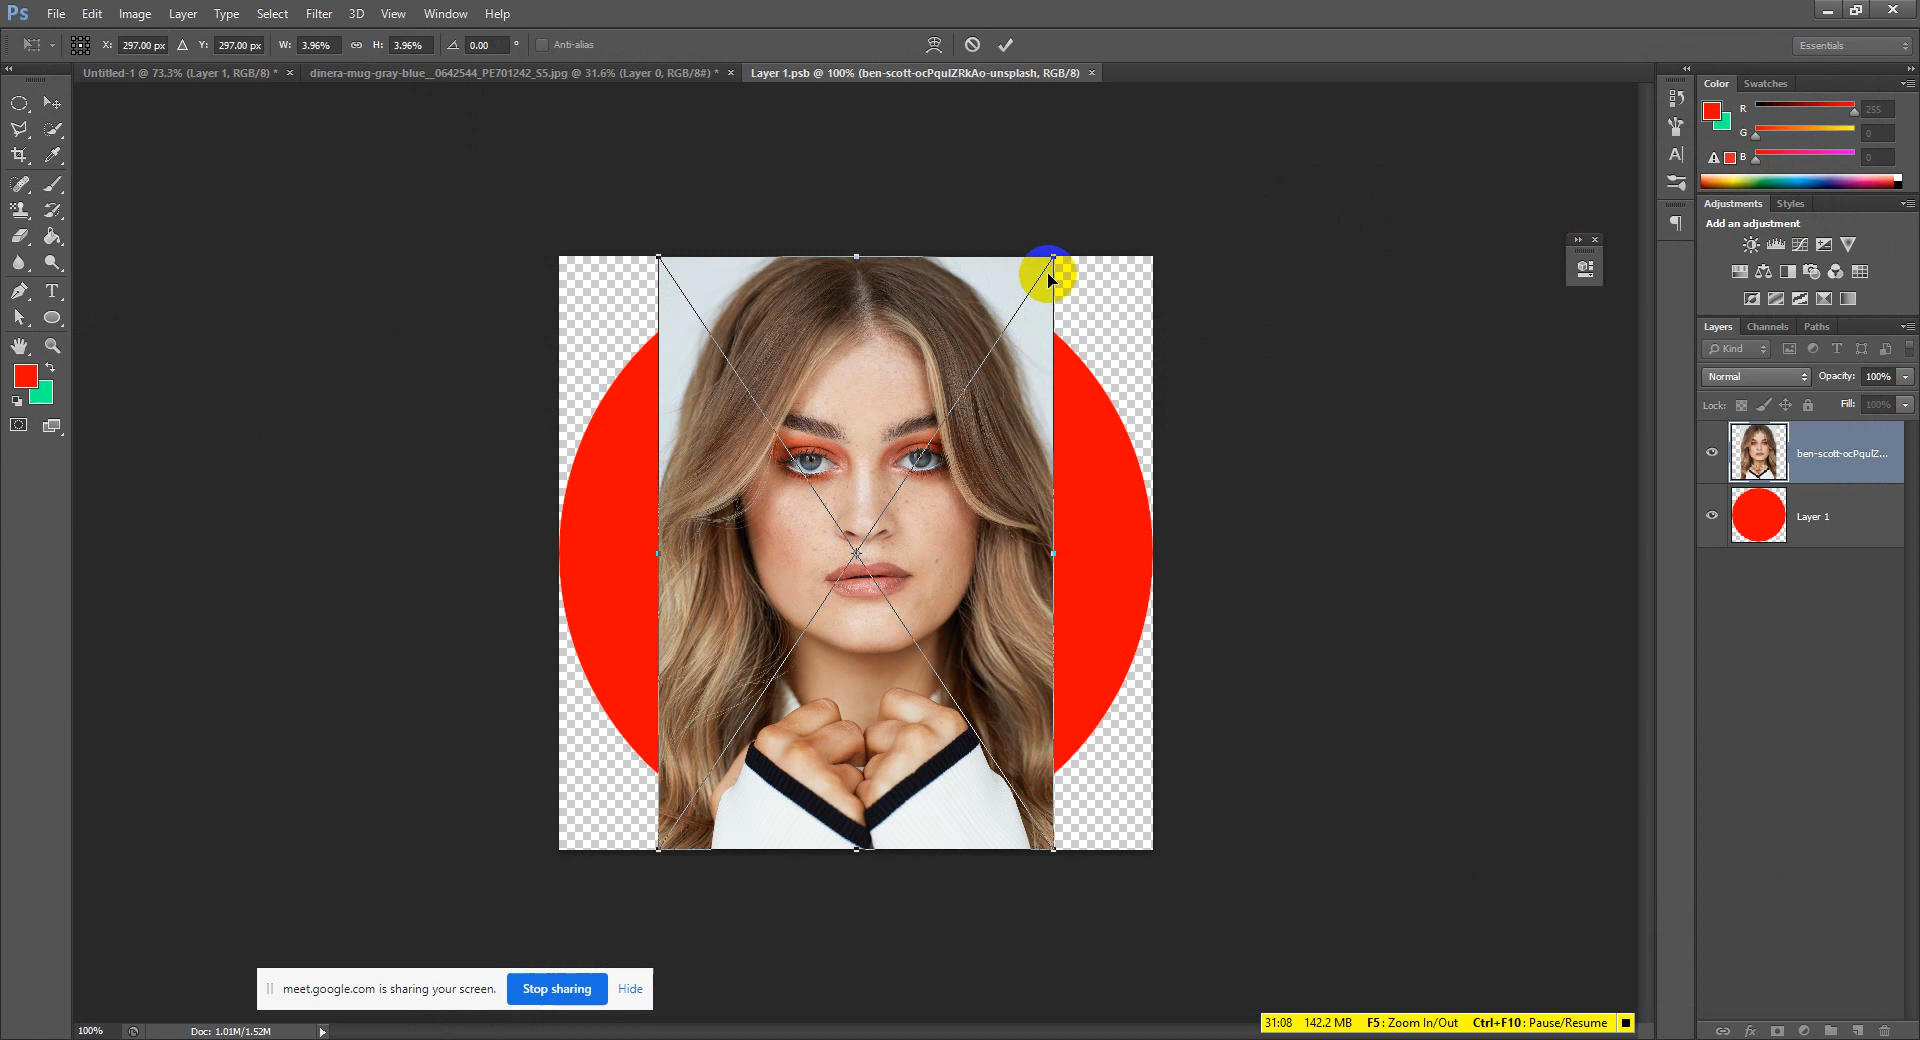 Ps File Edit Image Layer Type Select Filter 3D View Window Help
X: 297.00 px Y: 297.00 px W: 3.96% H: 3.96% 0.00 ° Anti-alias Essentials
Untitled-1 @ 73.3% (Layer 1, RGB/8) * × dinera-mug-gray-blue__0642544_PE701242_S5.jpg @ 31.6% (Layer 0, RGB/8#) * × Layer 1.psb @ 100% (ben-scott-ocPquIZRkAo-unsplash, RGB/8) ×
Color Swatches
R 255
G 0
B 0
Adjustments Styles
Add an adjustment
Layers Channels Paths
Kind
Normal Opacity: 100%
Lock: Fill: 100%
ben-scott-ocPquIZ...
Layer 1
meet.google.com is sharing your screen. Stop sharing Hide
31:08 142.2 MB F5: Zoom In/Out Ctrl+F10: Pause/Resume
100% Doc: 1.01M/1.52M